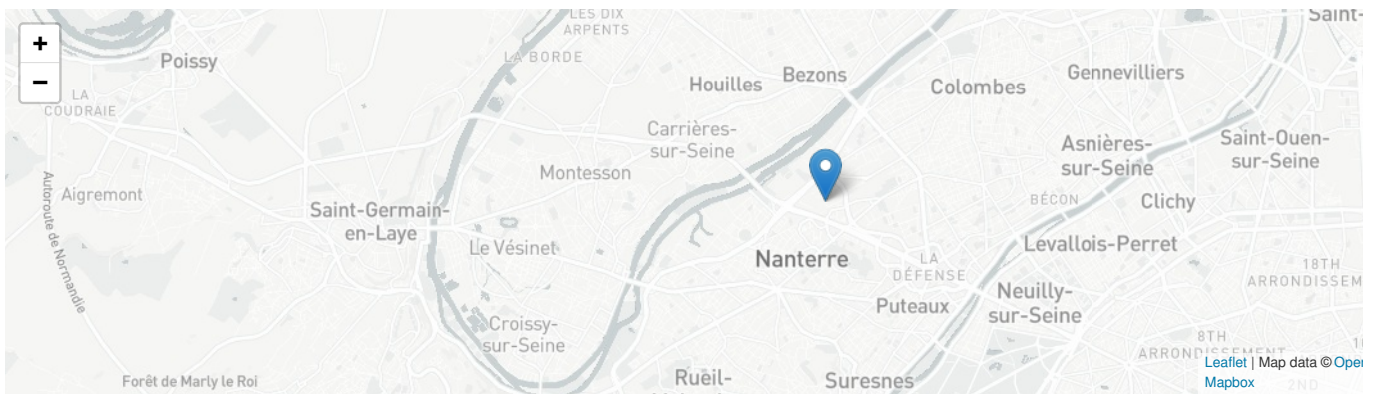 +
−
LES DIX
ARPENTS
Saint-
Poissy
LA BORDE
Houilles
Bezons
Gennevilliers
Colombes
LA
COUDRAIE
Carrières-
sur-Seine
Asnières-
sur-Seine
Saint-Ouen-
sur-Seine
Montesson
Aigremont
Autoroute de Normandie
BÉCON
Clichy
Saint-Germain-
en-Laye
Le Vésinet
Levallois-Perret
Nanterre
LA
DÉFENSE
18TH
ARRONDISSEM
Puteaux
Neuilly-
sur-Seine
Croissy-
sur-Seine
8TH
ARRONDISSEMENT
Forêt de Marly le Roi
Rueil-
Suresnes
Leaflet | Map data © Oper
Mapbox
2ND